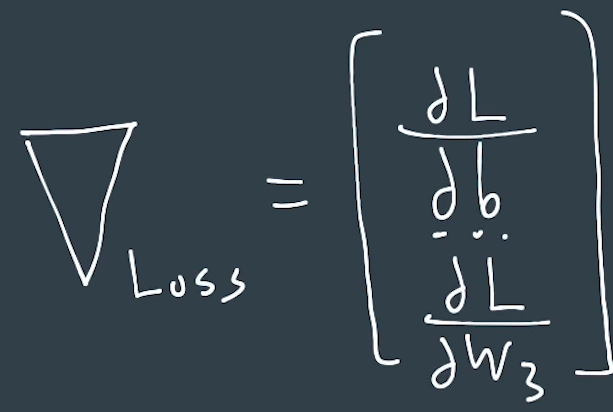 ∇Loss = [∂L/∂b
...
∂L/∂W3]